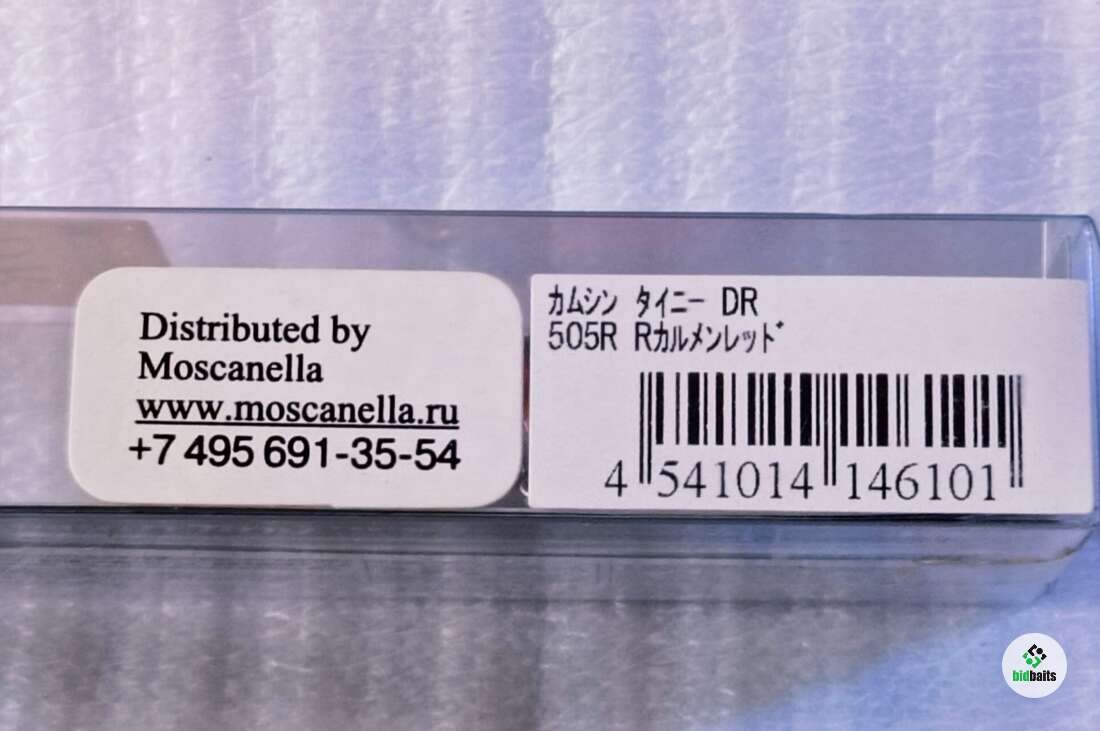 Distributed by
Moscanella
www.moscanella.ru
+7 495 691-35-54
ｶﾑｼﾝ ﾀｲﾆｰ DR
505R Rｶﾙﾒﾝﾚｯﾄﾞ
4 541014 146101
bidbaits